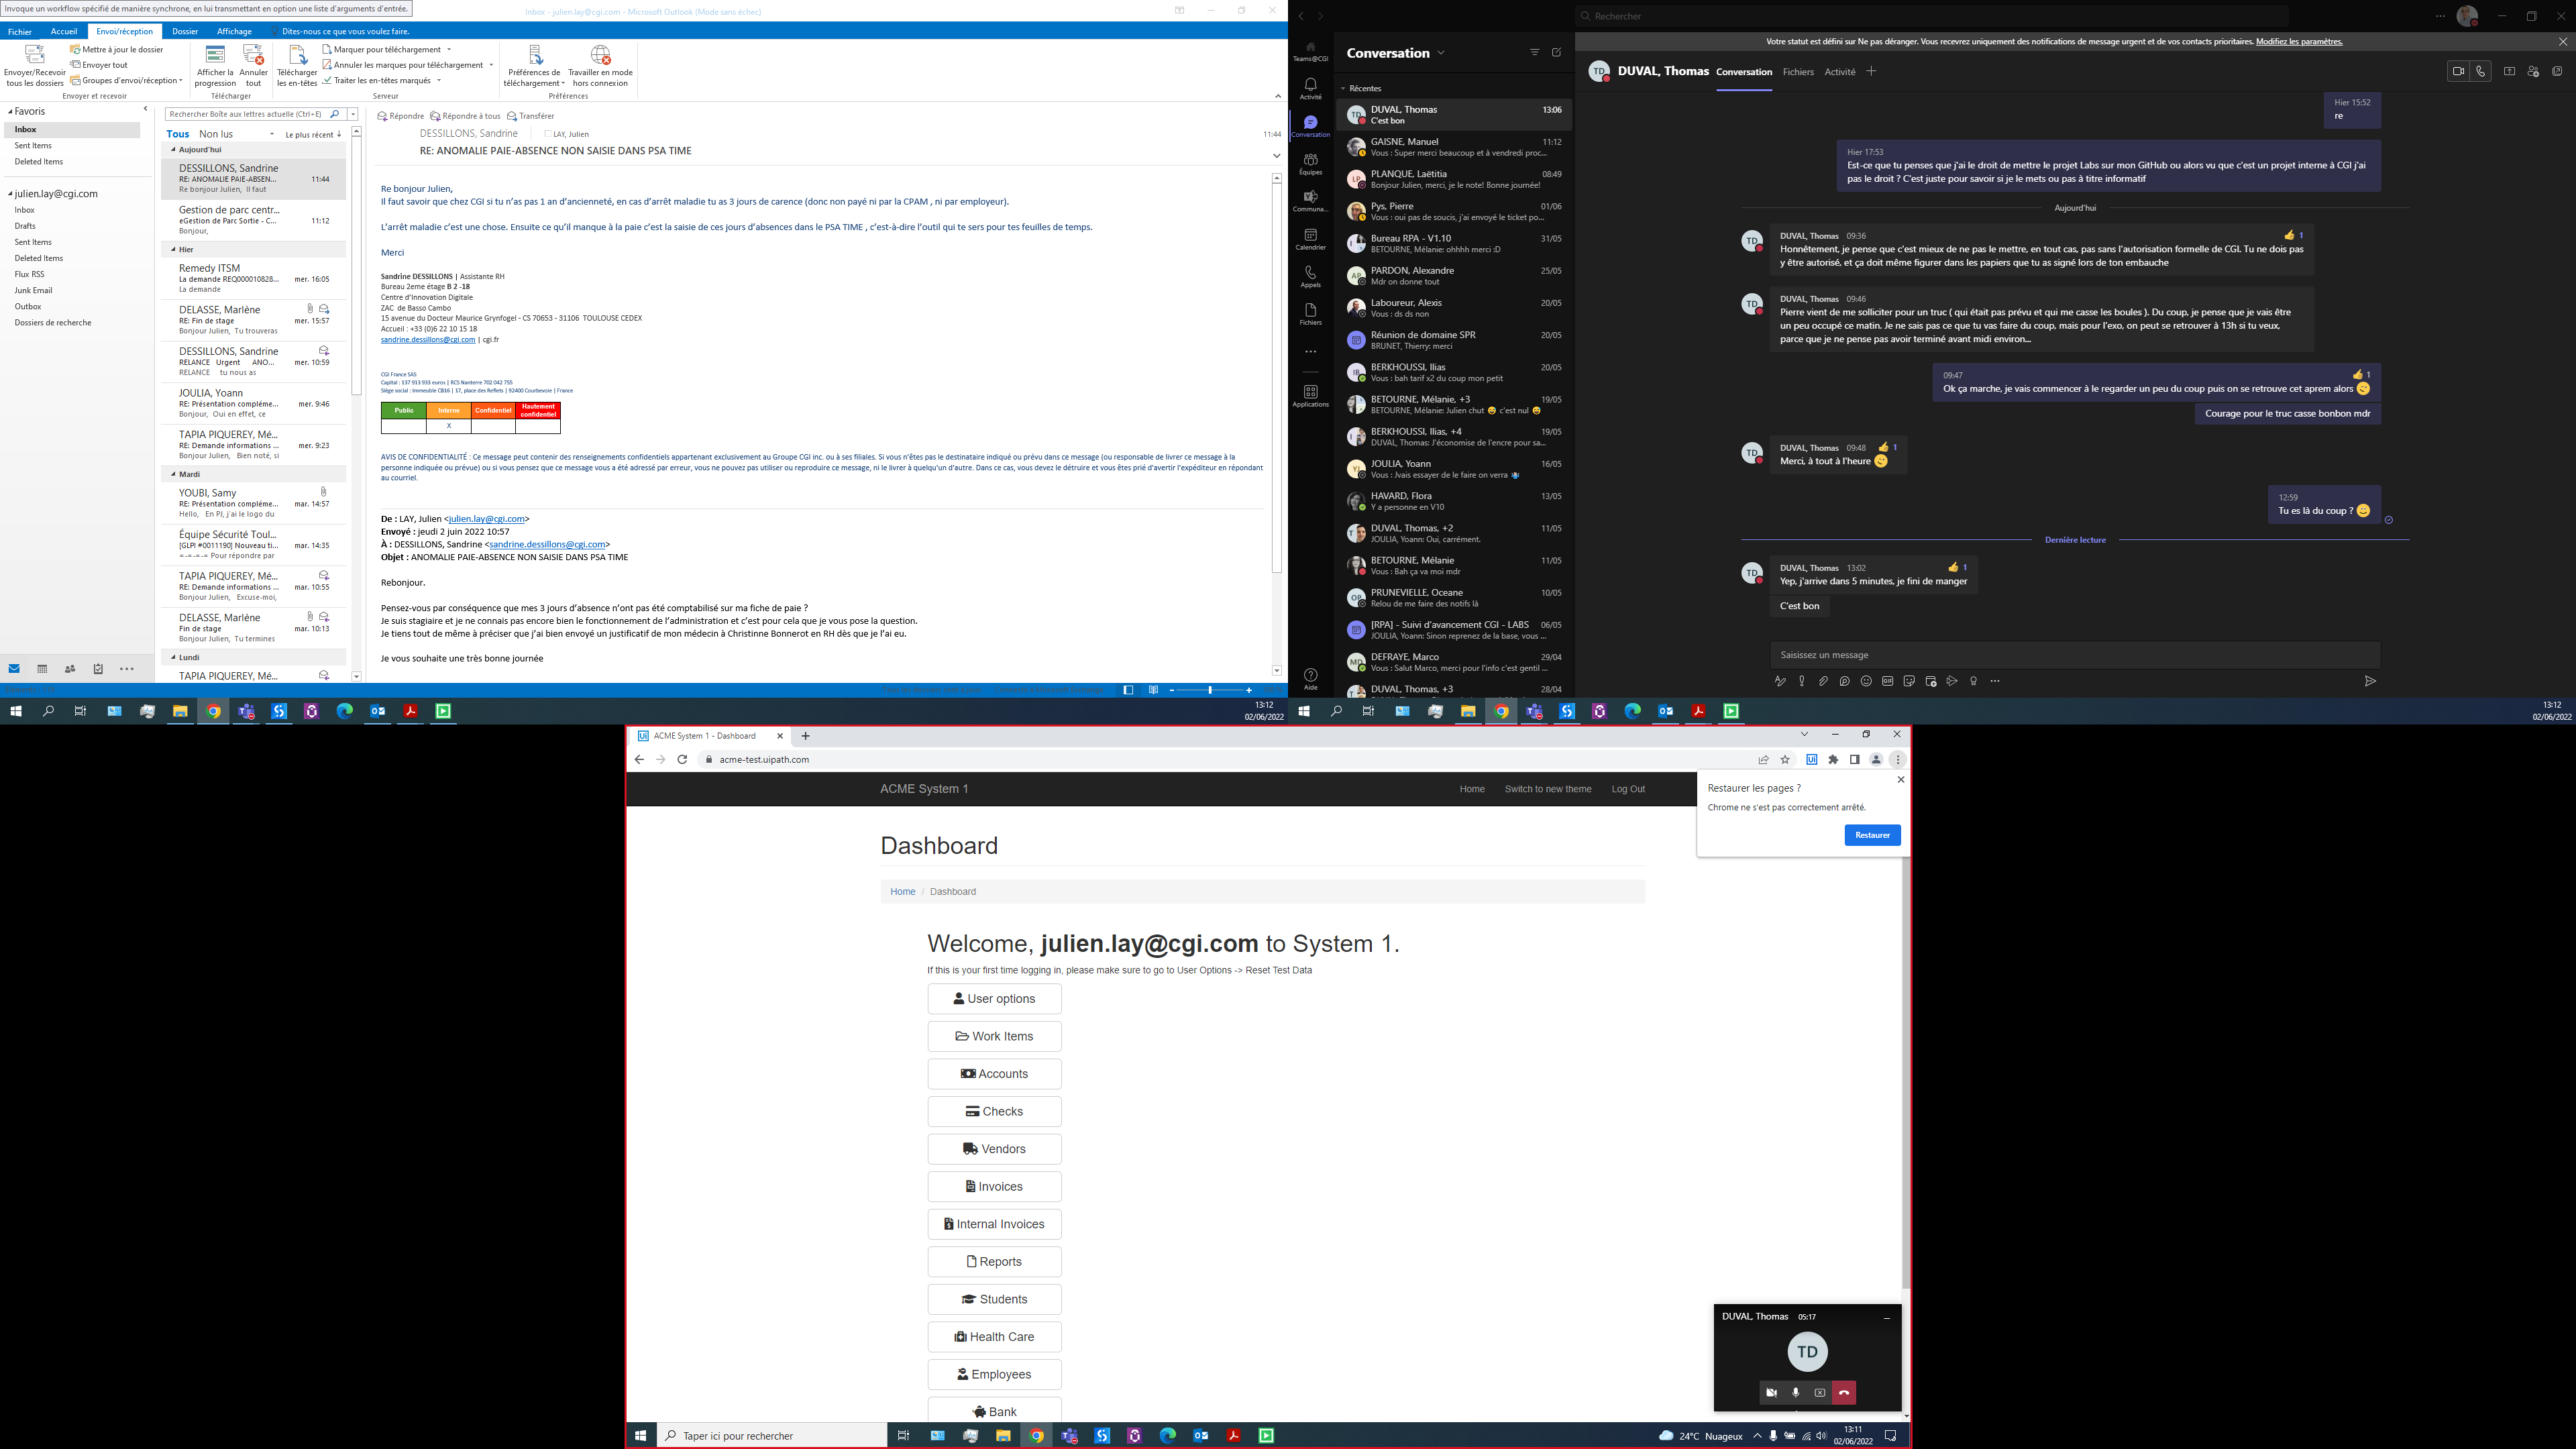 Invoque un workflow spécifié de manière synchrone, en lui transmettant en option une liste d'arguments d'entrée.
Inbox - julien.lay@cgi.com - Microsoft Outlook (Mode sans échec)
Fichier Accueil Envoi/réception Dossier Affichage Dites-nous ce que vous voulez faire.
Envoyer/Recevoir tous les dossiers
Mettre à jour le dossier
Envoyer tout
Groupes d'envoi/réception
Envoyer et recevoir
Afficher la progression
Annuler tout
Télécharger
Télécharger les en-têtes
Marquer pour téléchargement
Annuler les marques pour téléchargement
Traiter les en-têtes marqués
Serveur
Préférences de téléchargement
Travailler en mode hors connexion
Préférences
Favoris
Inbox
Sent Items
Deleted Items
julien.lay@cgi.com
Inbox
Drafts
Sent Items
Deleted Items
Flux RSS
Junk Email
Outbox
Dossiers de recherche
Rechercher Boîte aux lettres actuelle (Ctrl+E)
Tous Non lus Le plus récent
Aujourd'hui
DESSILLONS, Sandrine
RE: ANOMALIE PAIE-ABSEN... 11:44
Re bonjour Julien, Il faut
Gestion de parc centr...
eGestion de Parc Sortie - C... 11:12
Bonjour,
Hier
Remedy ITSM
La demande REQ000010828... mer. 16:05
La demande
DELASSE, Marlène
RE: Fin de stage mer. 15:57
Bonjour Julien, Tu trouveras
DESSILLONS, Sandrine
RELANCE Urgent ANO... mer. 10:59
RELANCE tu nous as
JOULIA, Yoann
RE: Présentation compléme... mer. 9:46
Bonjour, Oui en effet, ce
TAPIA PIQUEREY, Mé...
RE: Demande informations ... mer. 9:23
Bonjour Julien, Bien noté, si
Mardi
YOUBI, Samy
RE: Présentation compléme... mar. 14:57
Hello, En PJ, j'ai le logo du
Équipe Sécurité Toul...
[GLPI #0011190] Nouveau ti... mar. 14:35
=-=-=-= Pour répondre par
TAPIA PIQUEREY, Mé...
RE: Demande informations ... mar. 10:55
Bonjour Julien, Excuse-moi,
DELASSE, Marlène
Fin de stage mar. 10:13
Bonjour Julien, Tu termines
Lundi
TAPIA PIQUEREY, Mé...
Répondre Répondre à tous Transférer
DESSILLONS, Sandrine LAY, Julien 11:44
RE: ANOMALIE PAIE-ABSENCE NON SAISIE DANS PSA TIME
Re bonjour Julien,
Il faut savoir que chez CGI si tu n'as pas 1 an d'ancienneté, en cas d'arrêt maladie tu as 3 jours de carence (donc non payé ni par la CPAM , ni par employeur).
L'arrêt maladie c'est une chose. Ensuite ce qu'il manque à la paie c'est la saisie de ces jours d'absences dans le PSA TIME , c'est-à-dire l'outil qui te sers pour tes feuilles de temps.
Merci
Sandrine DESSILLONS | Assistante RH
Bureau 2eme étage B 2 -18
Centre d'Innovation Digitale
ZAC de Basso Cambo
15 avenue du Docteur Maurice Grynfogel - CS 70653 - 31106 TOULOUSE CEDEX
Accueil : +33 (0)6 22 10 15 18
sandrine.dessillons@cgi.com | cgi.fr
CGI France SAS
Capital : 137 913 933 euros | RCS Nanterre 702 042 755
Siège social : Immeuble CB16 | 17, place des Reflets | 92400 Courbevoie | France
Public Interne Confidentiel Hautement confidentiel
X
AVIS DE CONFIDENTIALITÉ : Ce message peut contenir des renseignements confidentiels appartenant exclusivement au Groupe CGI inc. ou à ses filiales. Si vous n'êtes pas le destinataire indiqué ou prévu dans ce message (ou responsable de livrer ce message à la
personne indiquée ou prévue) ou si vous pensez que ce message vous a été adressé par erreur, vous ne pouvez pas utiliser ou reproduire ce message, ni le livrer à quelqu'un d'autre. Dans ce cas, vous devez le détruire et vous êtes prié d'avertir l'expéditeur en répondant
au courriel.
De : LAY, Julien <julien.lay@cgi.com>
Envoyé : jeudi 2 juin 2022 10:57
À : DESSILLONS, Sandrine <sandrine.dessillons@cgi.com>
Objet : ANOMALIE PAIE-ABSENCE NON SAISIE DANS PSA TIME
Rebonjour.
Pensez-vous par conséquence que mes 3 jours d'absence n'ont pas été comptabilisé sur ma fiche de paie ?
Je suis stagiaire et je ne connais pas encore bien le fonctionnement de l'administration et c'est pour cela que je vous pose la question.
Je tiens tout de même à préciser que j'ai bien envoyé un justificatif de mon médecin à Christinne Bonnerot en RH dès que je l'ai eu.
Je vous souhaite une très bonne journée
13:12
02/06/2022
Rechercher
Votre statut est défini sur Ne pas déranger. Vous recevrez uniquement des notifications de message urgent et de vos contacts prioritaires. Modifiez les paramètres.
Teams@CGI
Activité
Conversation
Équipes
Communa...
Calendrier
Appels
Fichiers
Applications
Aide
Conversation
Récentes
DUVAL, Thomas 13:06
C'est bon
GAISNE, Manuel 11:12
Vous : Super merci beaucoup et à vendredi proc...
PLANQUE, Laëtitia 08:49
Bonjour Julien, merci, je le note! Bonne journée!
Pys, Pierre 01/06
Vous : oui pas de soucis, j'ai envoyé le ticket po...
Bureau RPA - V1.10 31/05
BETOURNE, Mélanie: ohhhh merci :D
PARDON, Alexandre 25/05
Mdr on donne tout
Laboureur, Alexis 20/05
Vous : ds ds non
Réunion de domaine SPR 20/05
BRUNET, Thierry: merci
BERKHOUSSI, Ilias 20/05
Vous : bah tarif x2 du coup mon petit
BETOURNE, Mélanie, +3 19/05
BETOURNE, Mélanie: Julien chut 😅 c'est nul 😄
BERKHOUSSI, Ilias, +4 19/05
DUVAL, Thomas: J'économise de l'encre pour sa...
JOULIA, Yoann 16/05
Vous : Jvais essayer de le faire on verra
HAVARD, Flora 13/05
Y a personne en V10
DUVAL, Thomas, +2 11/05
JOULIA, Yoann: Oui, carrément.
BETOURNE, Mélanie 11/05
Vous : Bah ça va moi mdr
PRUNEVIELLE, Oceane 10/05
Relou de me faire des notifs là
[RPA] - Suivi d'avancement CGI - LABS 06/05
JOULIA, Yoann: Sinon reprenez de la base, vous ...
DEFRAYE, Marco 29/04
Vous : Salut Marco, merci pour l'info c'est gentil ...
DUVAL, Thomas, +3 28/04
TD DUVAL, Thomas Conversation Fichiers Activité
Hier 15:52
re
Hier 17:53
Est-ce que tu penses que j'ai le droit de mettre le projet Labs sur mon GitHub ou alors vu que c'est un projet interne à CGI j'ai
pas le droit ? C'est juste pour savoir si je le mets ou pas à titre informatif
Aujourd'hui
DUVAL, Thomas 09:36 👍 1
Honnêtement, je pense que c'est mieux de ne pas le mettre, en tout cas, pas sans l'autorisation formelle de CGI. Tu ne dois pas
y être autorisé, et ça doit même figurer dans les papiers que tu as signé lors de ton embauche
DUVAL, Thomas 09:46
Pierre vient de me solliciter pour un truc ( qui était pas prévu et qui me casse les boules ). Du coup, je pense que je vais être
un peu occupé ce matin. Je ne sais pas ce que tu vas faire du coup, mais pour l'exo, on peut se retrouver à 13h si tu veux,
parce que je ne pense pas avoir terminé avant midi environ...
09:47 👍 1
Ok ça marche, je vais commencer à le regarder un peu du coup puis on se retrouve cet aprem alors 😉
Courage pour le truc casse bonbon mdr
DUVAL, Thomas 09:48 👍 1
Merci, à tout à l'heure 😉
12:59
Tu es là du coup ? 🙂
Dernière lecture
DUVAL, Thomas 13:02 👍 1
Yep, j'arrive dans 5 minutes, je fini de manger
C'est bon
Saisissez un message
13:12
02/06/2022
ACME System 1 - Dashboard
acme-test.uipath.com
ACME System 1 Home Switch to new theme Log Out
Restaurer les pages ?
Chrome ne s'est pas correctement arrêté.
Restaurer
Dashboard
Home / Dashboard
Welcome, julien.lay@cgi.com to System 1.
If this is your first time logging in, please make sure to go to User Options -> Reset Test Data
User options
Work Items
Accounts
Checks
Vendors
Invoices
Internal Invoices
Reports
Students
Health Care
Employees
Bank
DUVAL, Thomas 05:17
TD
Taper ici pour rechercher
24°C Nuageux
13:11
02/06/2022